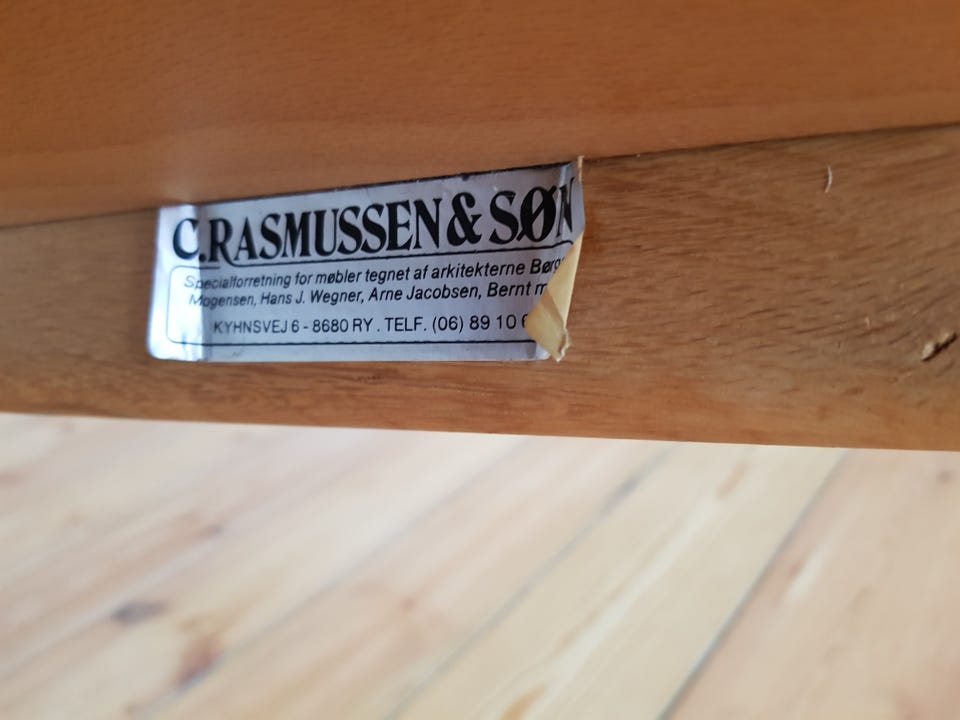 C.RASMUSSEN & SØN
Specialforretning for møbler tegnet af arkitekterne
Mogensen, Hans J. Wegner, Arne Jacobsen, Bernt
KYHNSVEJ 6 - 8680 RY . TELF. (06) 89 10